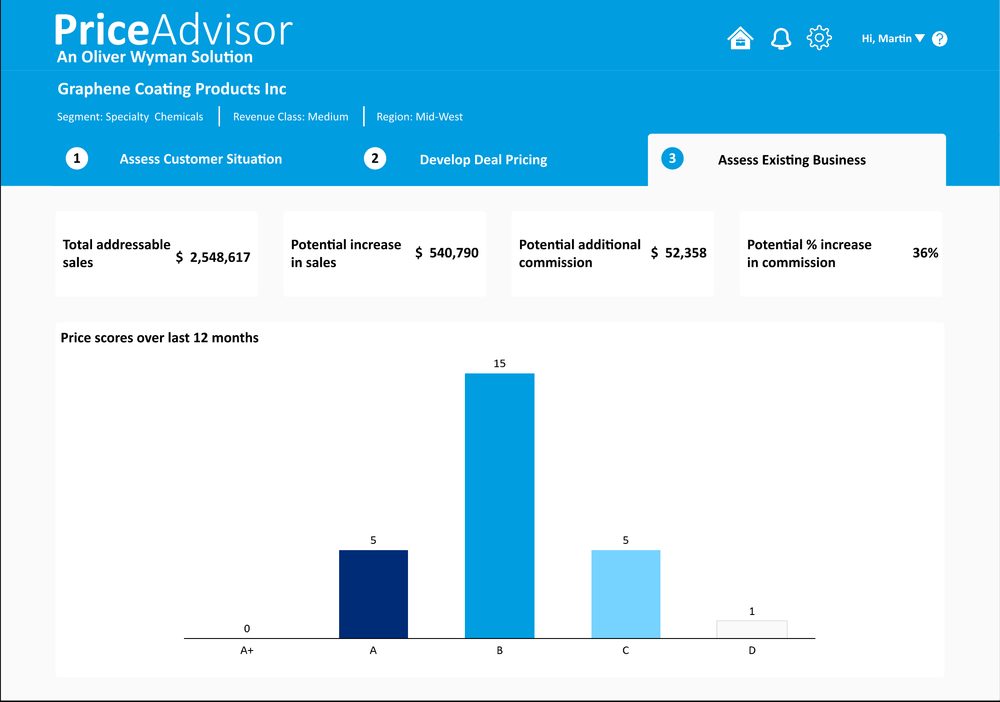 PriceAdvisor
An Oliver Wyman Solution
Hi, Martin
?
Graphene Coating Products Inc
Segment: Specialty Chemicals
Revenue Class: Medium
Region: Mid-West
1 Assess Customer Situation
2 Develop Deal Pricing
3 Assess Existing Business
Total addressable
sales
$ 2,548,617
Potential increase
in sales
$ 540,790
Potential additional
commission
$ 52,358
Potential % increase
in commission
36%
Price scores over last 12 months
15
5
5
1
0
A+ A B C D